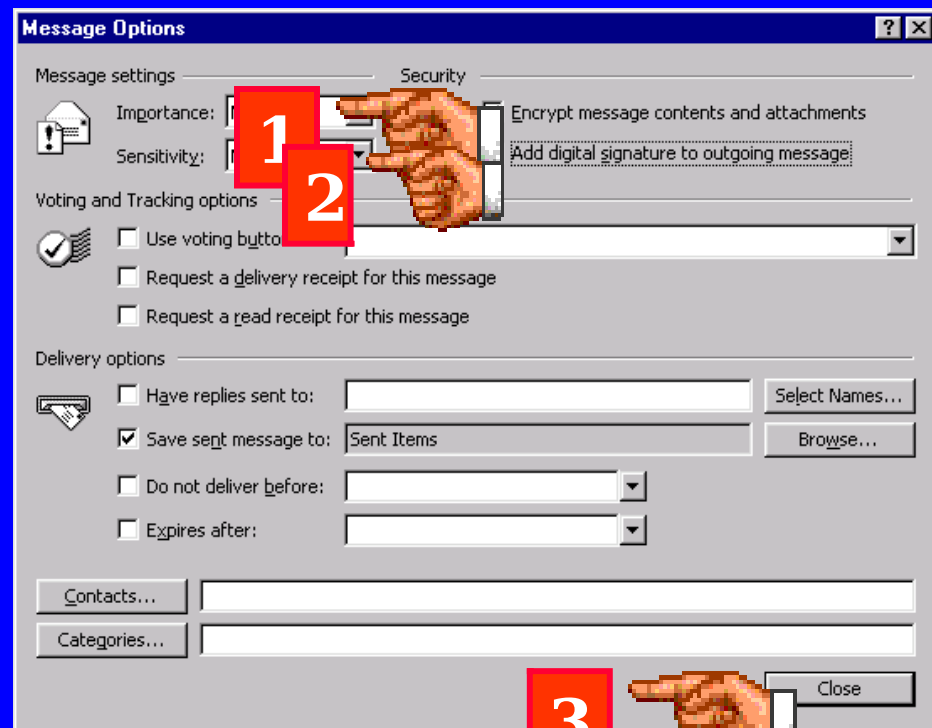 Message Options
Message settings
Security
Importance:
1
Encrypt message contents and attachments
Sensitivity:
2
Add digital signature to outgoing message
Voting and Tracking options
Use voting butto
Request a delivery receipt for this message
Request a read receipt for this message
Delivery options
Have replies sent to:
Select Names...
Save sent message to: Sent Items
Browse...
Do not deliver before:
Expires after:
Contacts...
Categories...
3
Close